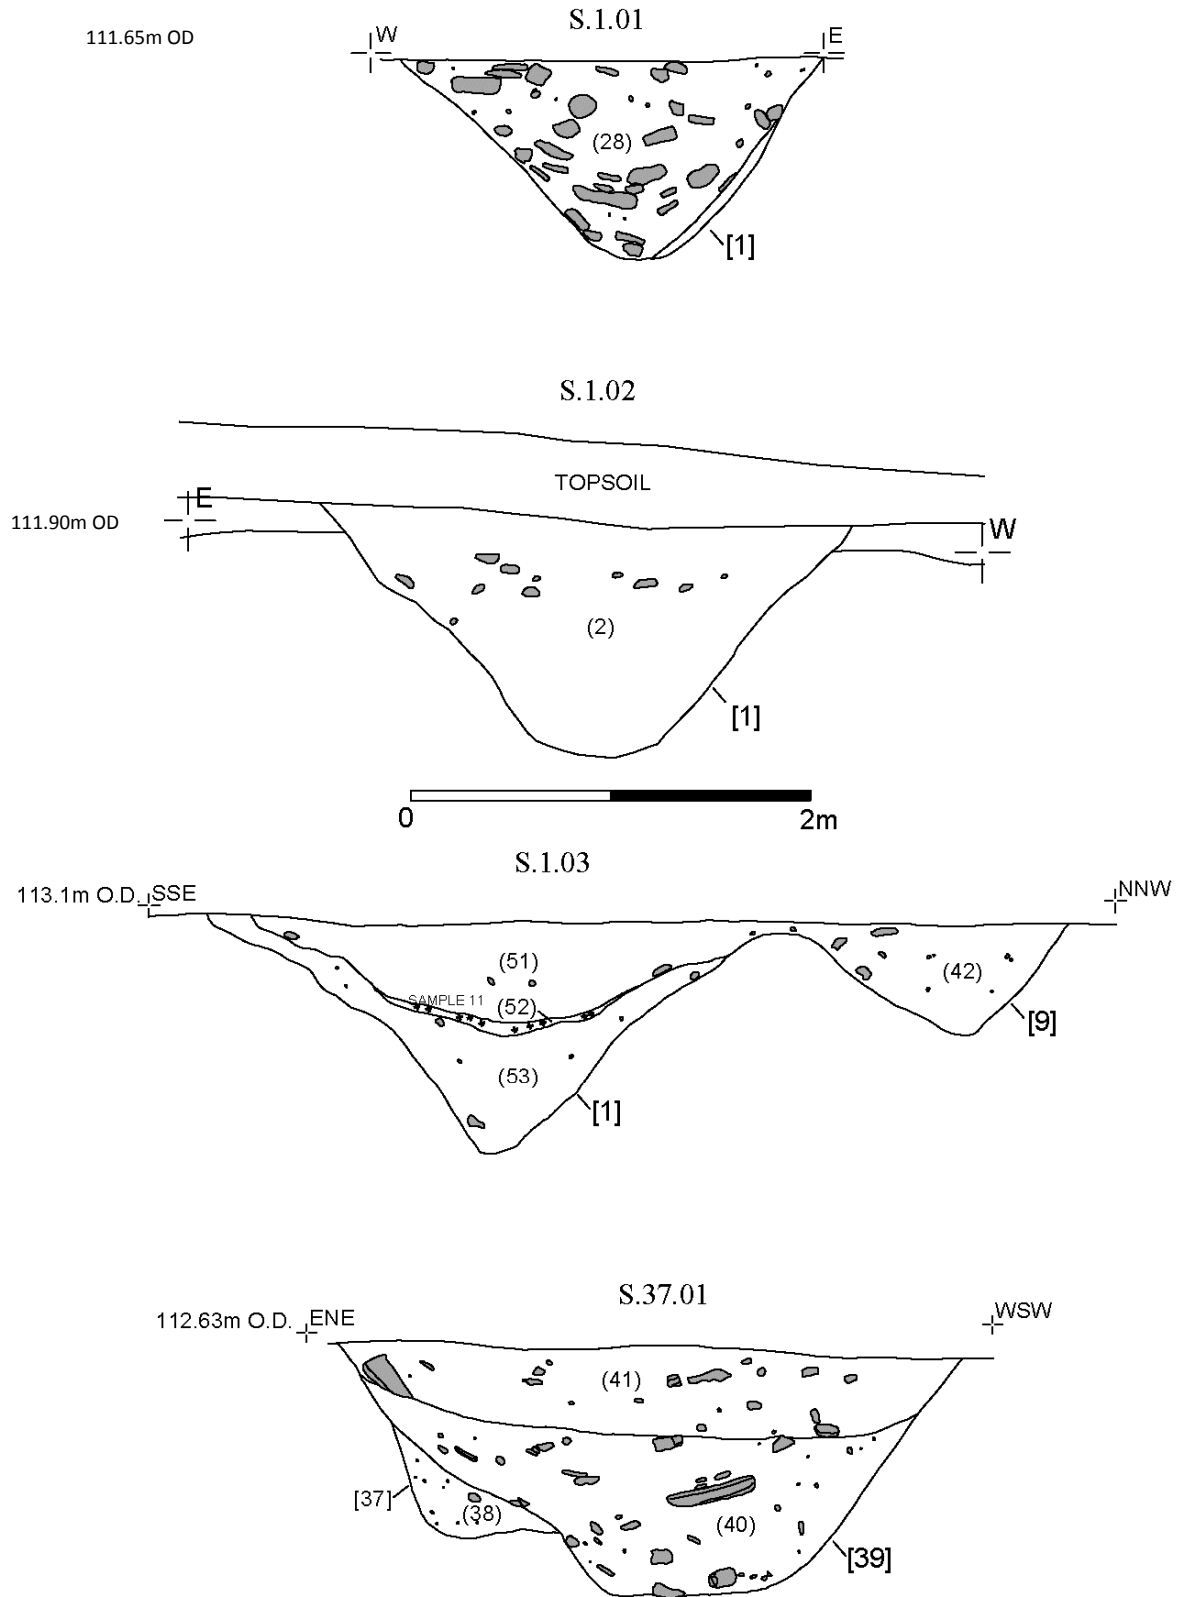 S.1.01
111.65m OD
W
E
(28)
[1]
S.1.02
TOPSOIL
E
111.90m OD
W
(2)
[1]
0
2m
S.1.03
113.1m O.D.
SSE
NNW
(51)
(42)
SAMPLE 11
(52)
[9]
(53)
[1]
S.37.01
112.63m O.D.
ENE
WSW
(41)
[37]
(38)
(40)
[39]